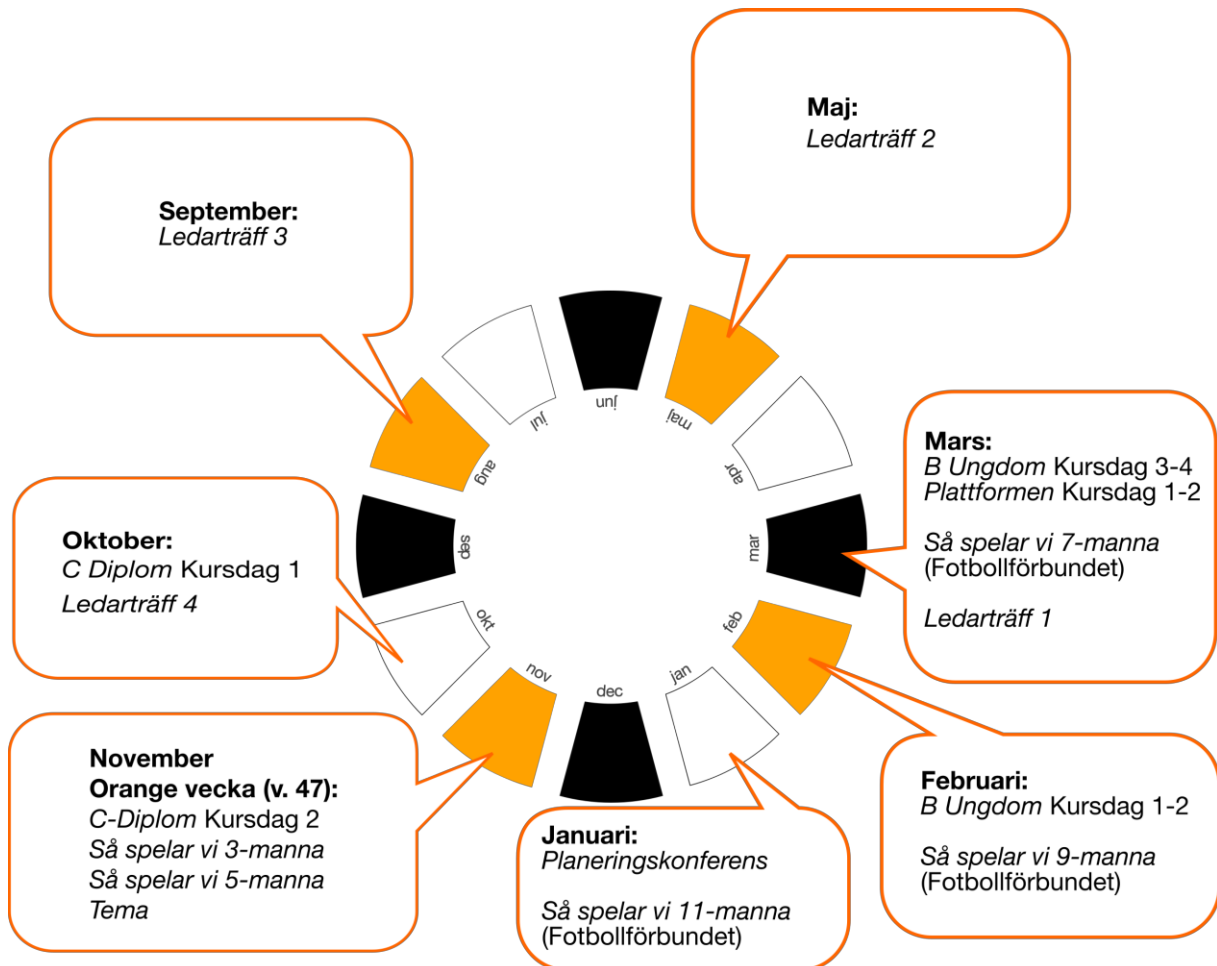 Maj:
Ledarträff 2
September:
Ledarträff 3
jun
jul
maj
aug
apr
Mars:
B Ungdom Kursdag 3-4
Plattformen Kursdag 1-2
Så spelar vi 7-manna
(Fotbollförbundet)
Ledarträff 1
sep
mar
Oktober:
C Diplom Kursdag 1
Ledarträff 4
okt
feb
nov
jan
dec
November
Orange vecka (v. 47):
C-Diplom Kursdag 2
Så spelar vi 3-manna
Så spelar vi 5-manna
Tema
Januari:
Planeringskonferens
Så spelar vi 11-manna
(Fotbollförbundet)
Februari:
B Ungdom Kursdag 1-2
Så spelar vi 9-manna
(Fotbollförbundet)